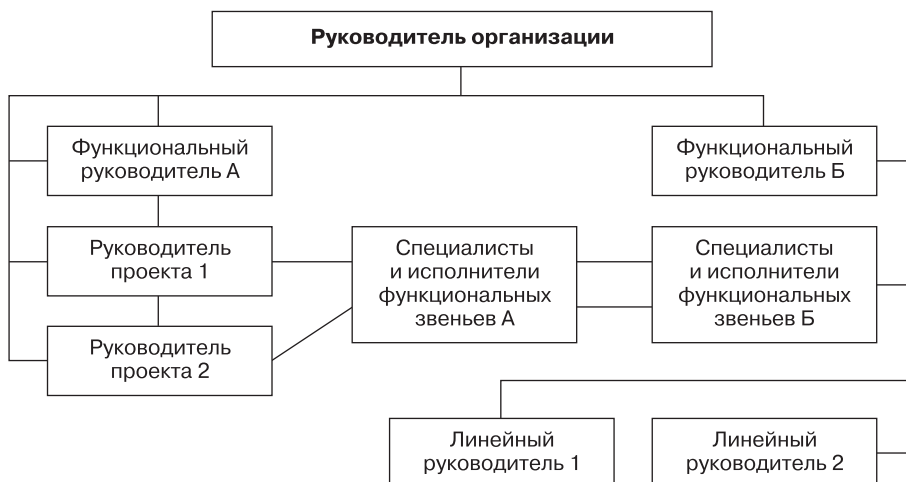 Руководитель организации
Функциональный
руководитель А
Функциональный
руководитель Б
Руководитель
проекта 1
Специалисты
и исполнители
функциональных
звеньев А
Специалисты
и исполнители
функциональных
звеньев Б
Руководитель
проекта 2
Линейный
руководитель 1
Линейный
руководитель 2